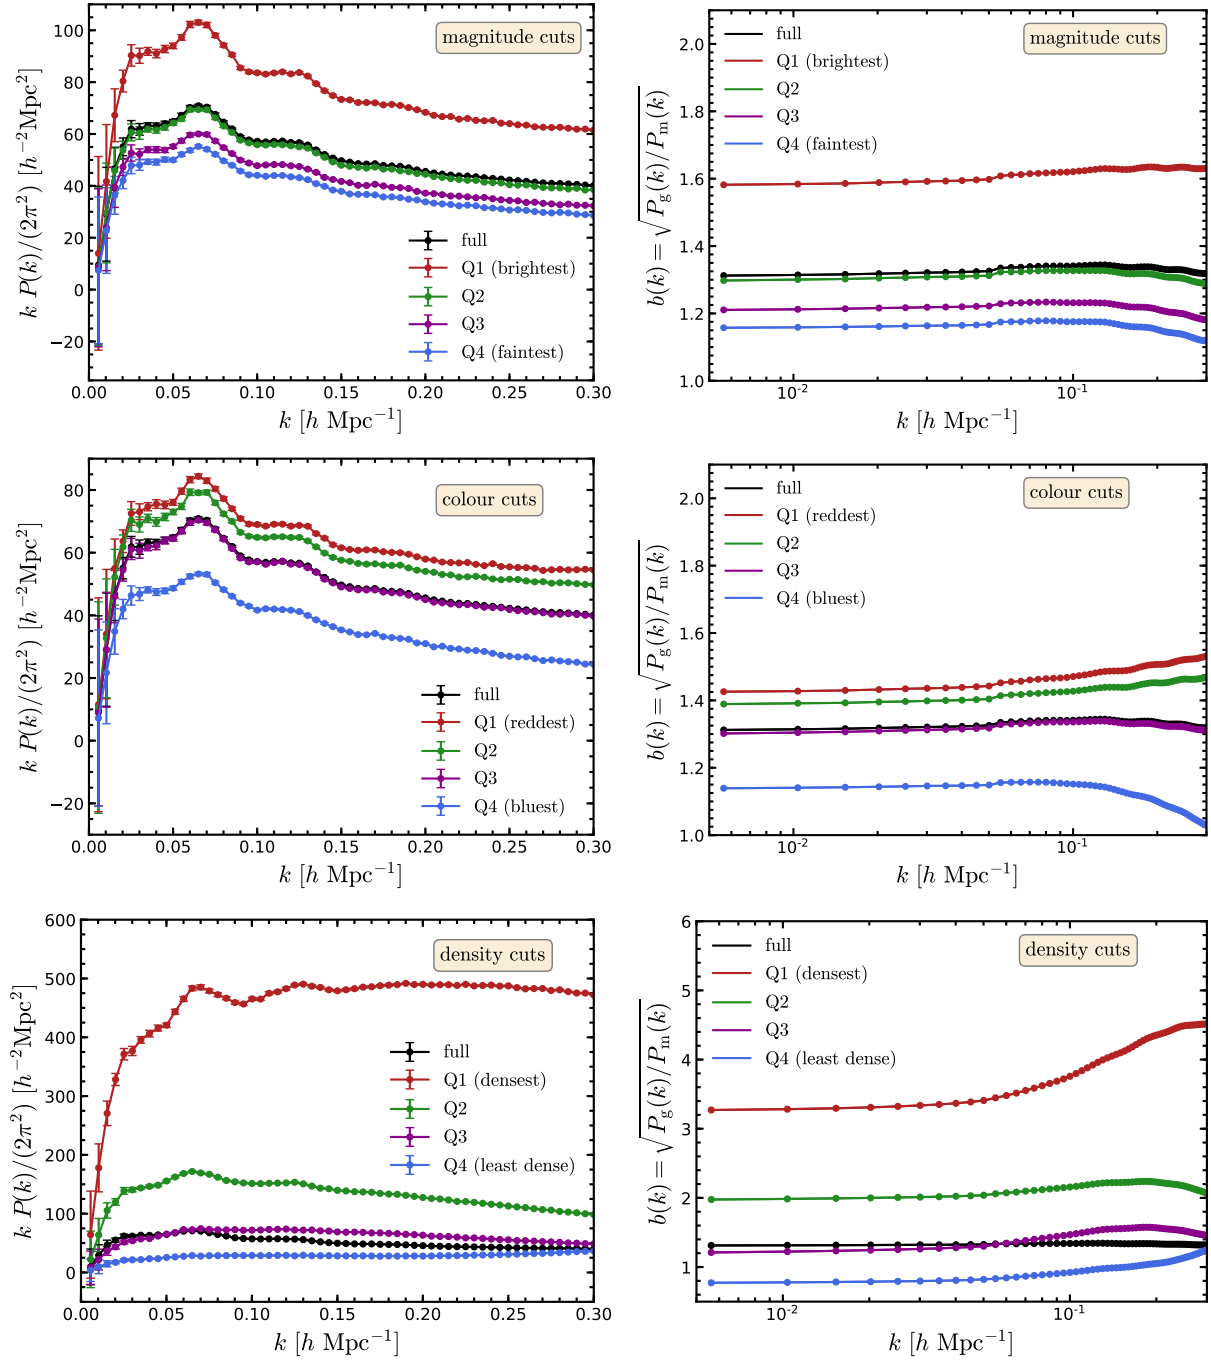 magnitude cuts
k P(k)/(2π²) [h⁻²Mpc²]
100
80
60
40
20
0
−20
full
Q1 (brightest)
Q2
Q3
Q4 (faintest)
0.00 0.05 0.10 0.15 0.20 0.25 0.30
k [h Mpc⁻¹]
magnitude cuts
b(k) = √P_g(k)/P_m(k)
2.0
1.8
1.6
1.4
1.2
1.0
full
Q1 (brightest)
Q2
Q3
Q4 (faintest)
10⁻² 10⁻¹
k [h Mpc⁻¹]
colour cuts
k P(k)/(2π²) [h⁻²Mpc²]
80
60
40
20
0
−20
full
Q1 (reddest)
Q2
Q3
Q4 (bluest)
0.00 0.05 0.10 0.15 0.20 0.25 0.30
k [h Mpc⁻¹]
colour cuts
b(k) = √P_g(k)/P_m(k)
2.0
1.8
1.6
1.4
1.2
1.0
full
Q1 (reddest)
Q2
Q3
Q4 (bluest)
10⁻² 10⁻¹
k [h Mpc⁻¹]
density cuts
k P(k)/(2π²) [h⁻²Mpc²]
600
500
400
300
200
100
0
full
Q1 (densest)
Q2
Q3
Q4 (least dense)
0.00 0.05 0.10 0.15 0.20 0.25 0.30
k [h Mpc⁻¹]
density cuts
b(k) = √P_g(k)/P_m(k)
6
5
4
3
2
1
full
Q1 (densest)
Q2
Q3
Q4 (least dense)
10⁻² 10⁻¹
k [h Mpc⁻¹]